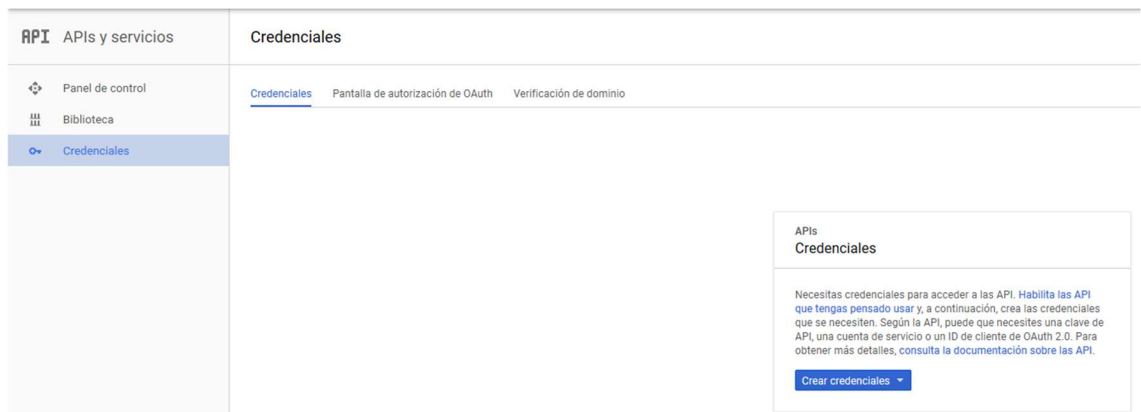 API APIs y servicios
Credenciales
Panel de control
Biblioteca
Credenciales
Credenciales Pantalla de autorización de OAuth Verificación de dominio
APIs
Credenciales
Necesitas credenciales para acceder a las API. Habilita las API
que tengas pensado usar y, a continuación, crea las credenciales
que se necesiten. Según la API, puede que necesites una clave de
API, una cuenta de servicio o un ID de cliente de OAuth 2.0. Para
obtener más detalles, consulta la documentación sobre las API.
Crear credenciales